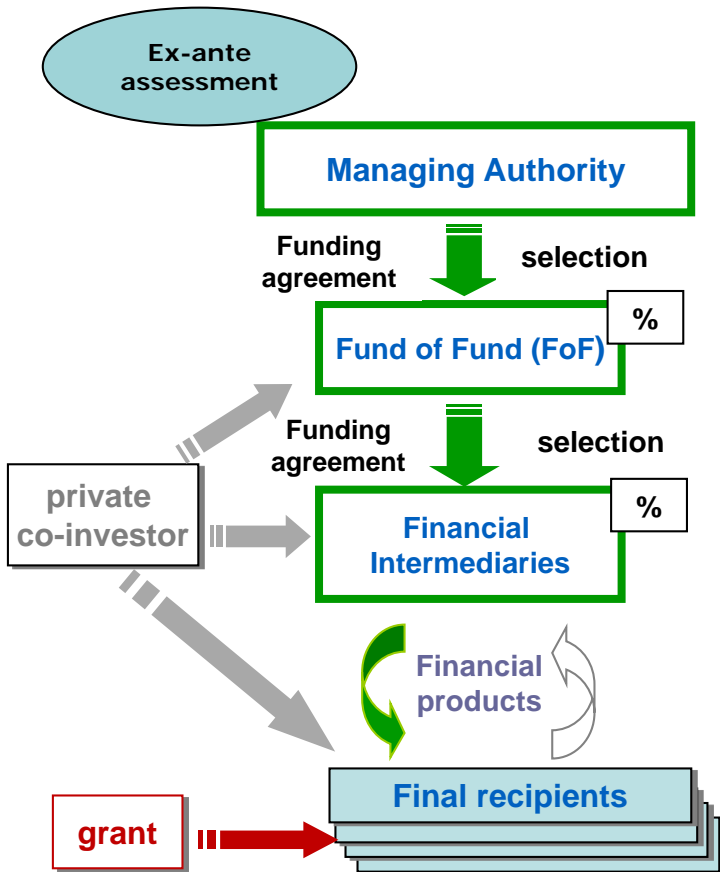 Ex-ante
assessment
Managing Authority
Funding
agreement
selection
%
Fund of Fund (FoF)
Funding
agreement
selection
%
private
co-investor
Financial
Intermediaries
Financial
products
Final recipients
grant